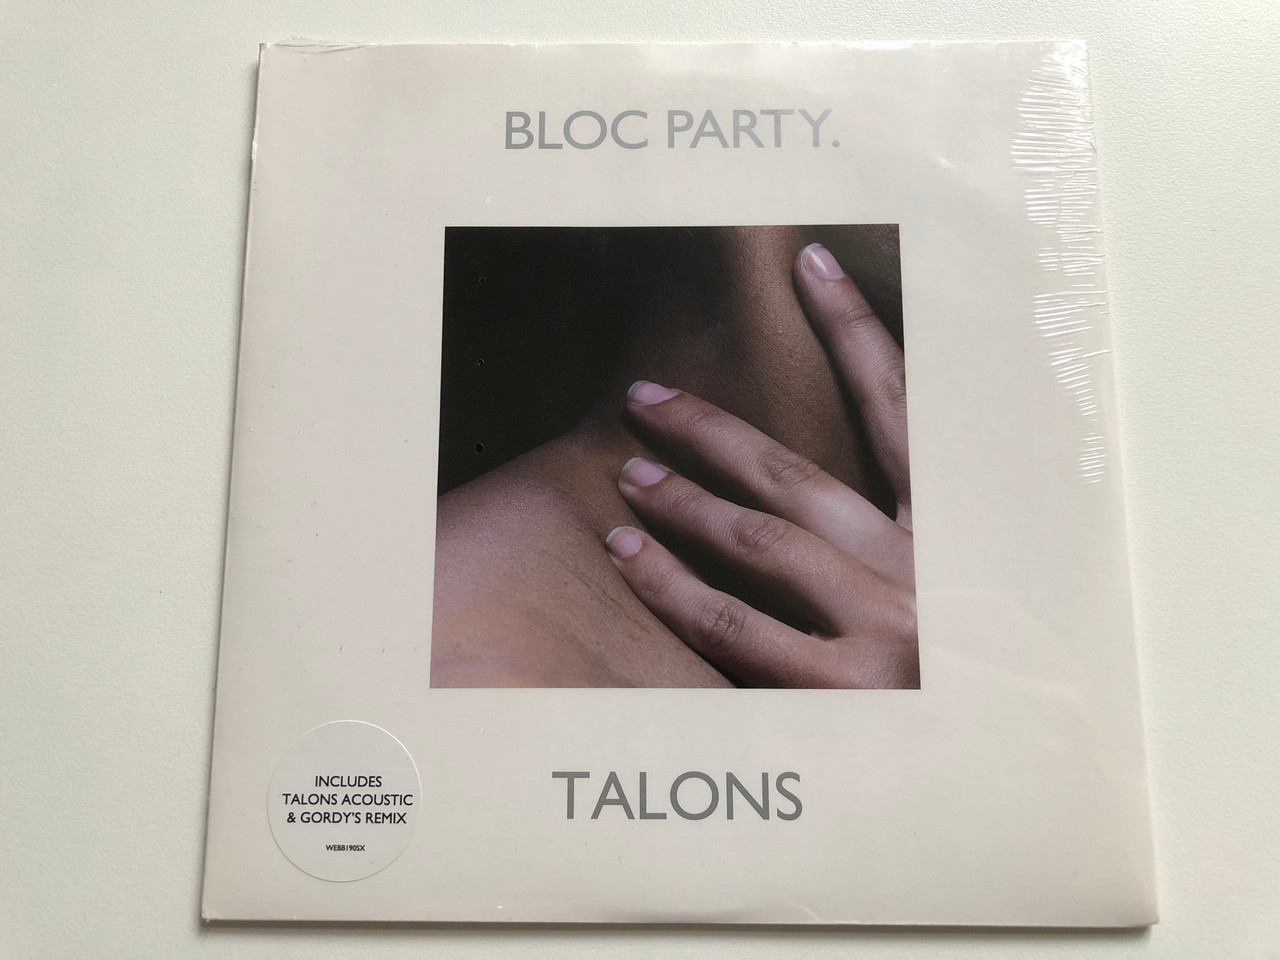 BLOC PARTY.
TALONS
INCLUDES
TALONS ACOUSTIC
& GORDY'S REMIX
WEBB190SX